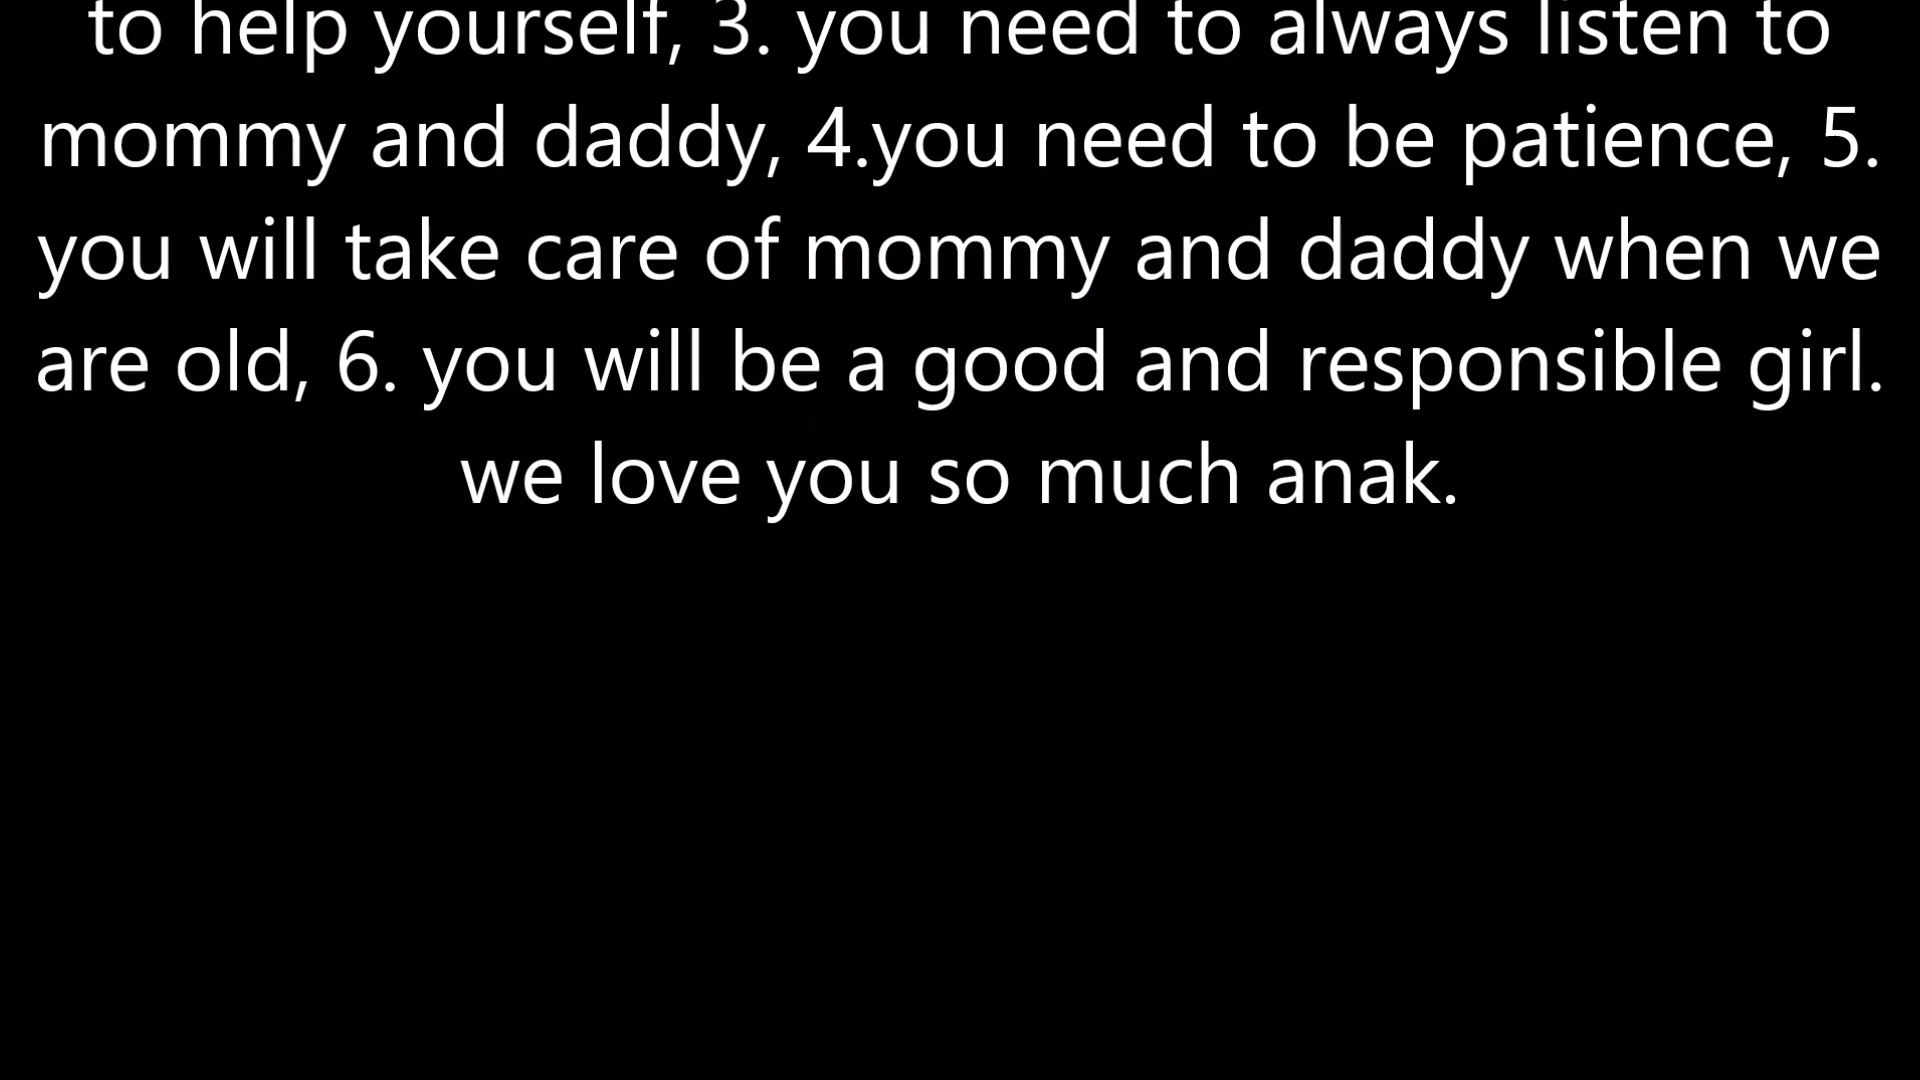 to help yourself, 3. you need to always listen to
mommy and daddy, 4.you need to be patience, 5.
you will take care of mommy and daddy when we
are old, 6. you will be a good and responsible girl.
we love you so much anak.